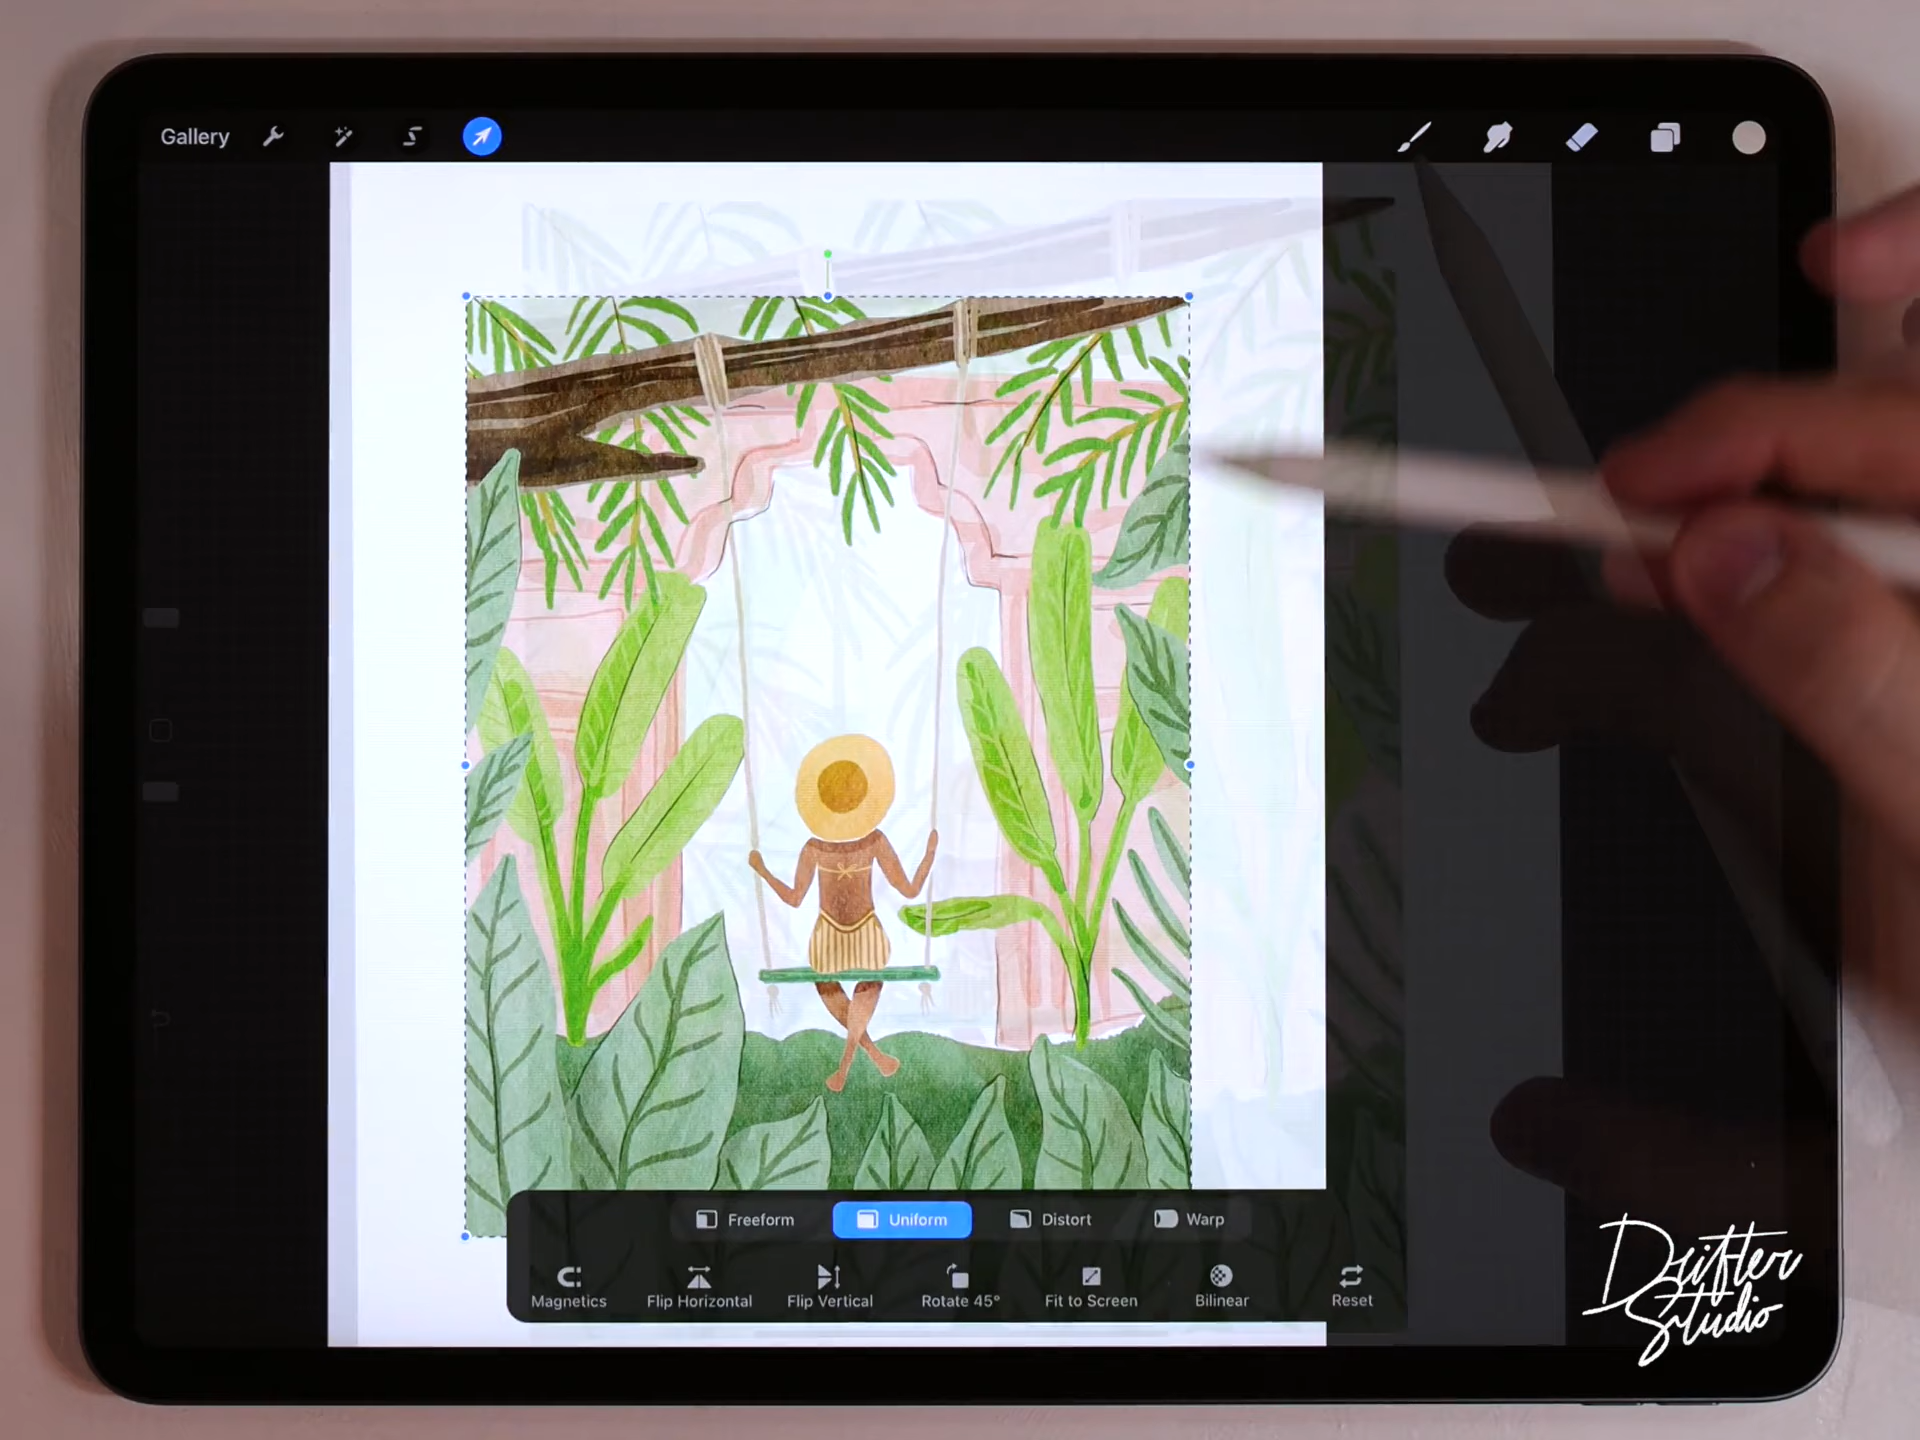 Gallery
Freeform Uniform Distort Warp
Magnetics Flip Horizontal Flip Vertical Rotate 45° Fit to Screen Bilinear Reset
Drifter
Studio